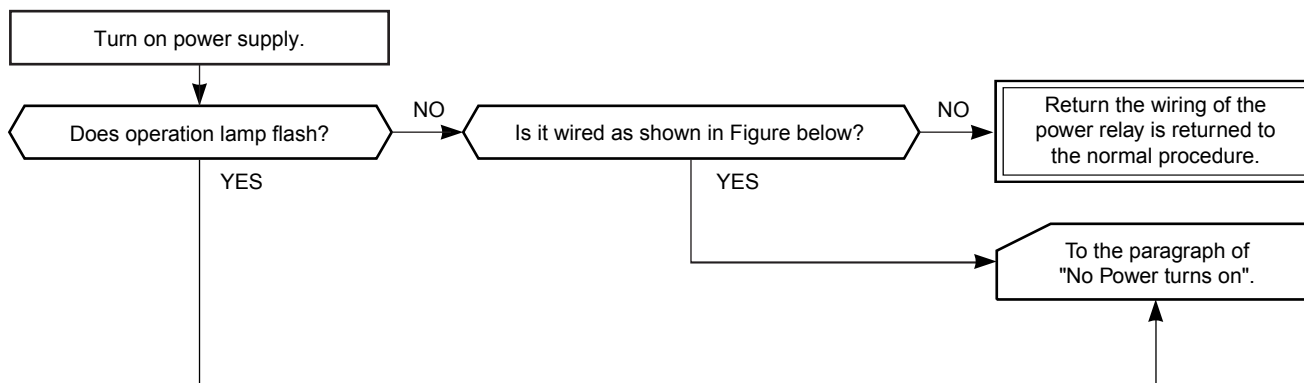 Turn on power supply.
Does operation lamp flash?
NO
Is it wired as shown in Figure below?
NO
Return the wiring of the
power relay is returned to
the normal procedure.
YES
YES
To the paragraph of
"No Power turns on".